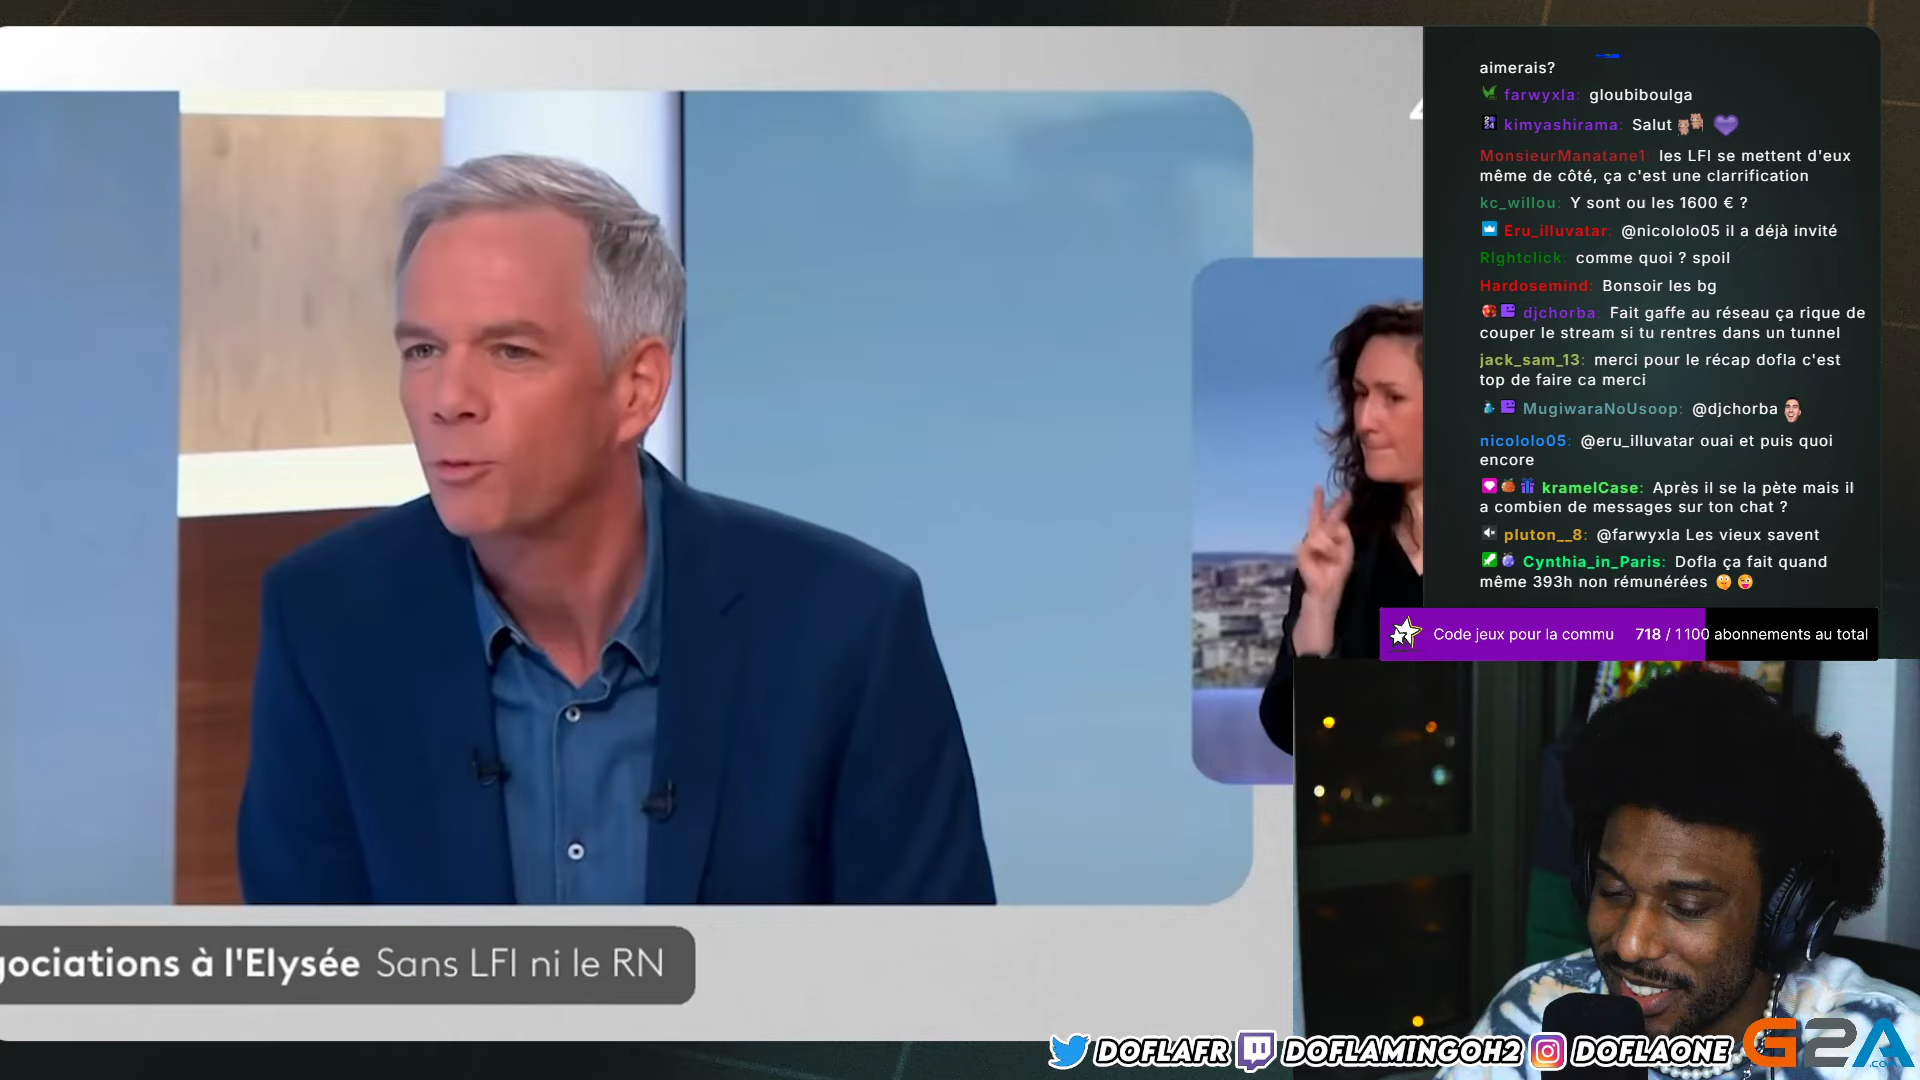 aimerais?
farwyxla: gloubiboulga
kimyashirama: Salut
MonsieurManatane1: les LFI se mettent d'eux
même de côté, ça c'est une clarrification
kc_willou: Y sont ou les 1600 € ?
Eru_illuvatar: @nicololo05 il a déjà invité
RIghtclick: comme quoi ? spoil
Hardosemind: Bonsoir les bg
djchorba: Fait gaffe au réseau ça rique de
couper le stream si tu rentres dans un tunnel
jack_sam_13: merci pour le récap dofla c'est
top de faire ca merci
MugiwaraNoUsoop: @djchorba
nicololo05: @eru_illuvatar ouai et puis quoi
encore
kramelCase: Après il se la pète mais il
a combien de messages sur ton chat ?
pluton__8: @farwyxla Les vieux savent
Cynthia_in_Paris: Dofla ça fait quand
même 393h non rémunérées
Code jeux pour la commu 718 / 1100 abonnements au total
gociations à l'Elysée Sans LFI ni le RN
DOFLAFR DOFLAMINGOH2 DOFLAONE G2A.COM